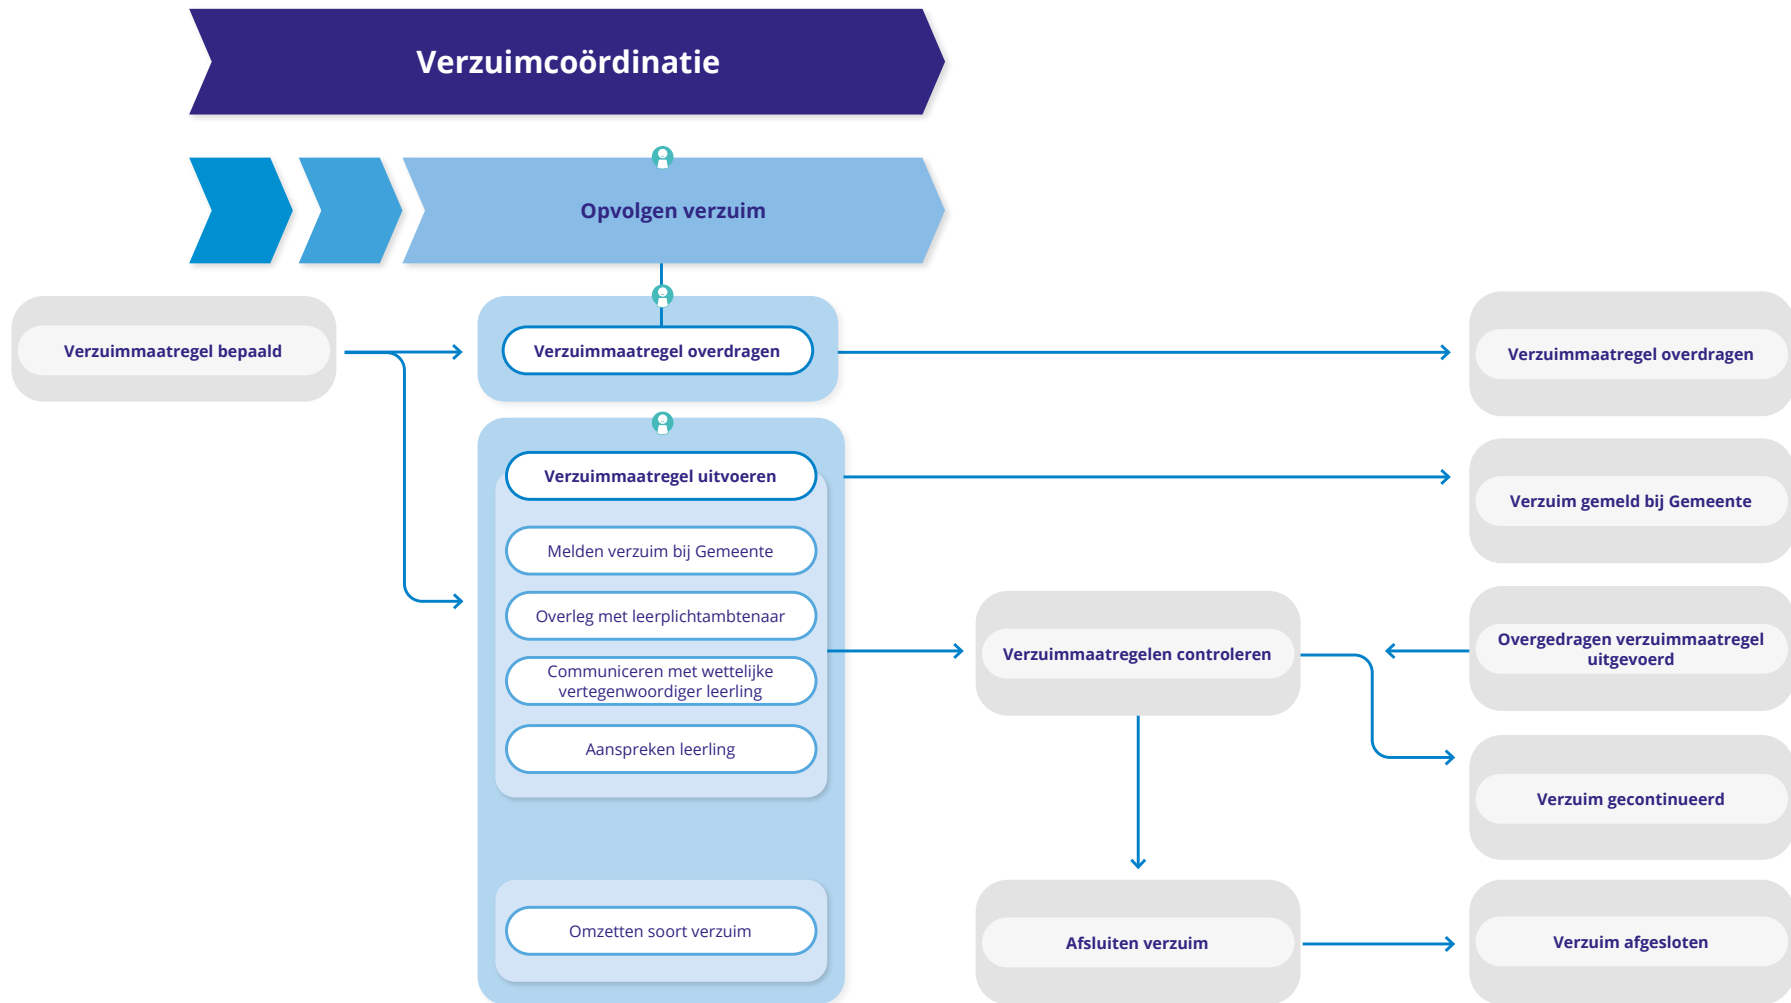 Verzuimcoördinatie
Opvolgen verzuim
Verzuimmaatregel bepaald
Verzuimmaatregel overdragen
Verzuimmaatregel overdragen
Verzuimmaatregel uitvoeren
Verzuim gemeld bij Gemeente
Melden verzuim bij Gemeente
Overleg met leerplichtambtenaar
Communiceren met wettelijke
vertegenwoordiger leerling
Aanspreken leerling
Omzetten soort verzuim
Verzuimmaatregelen controleren
Overgedragen verzuimmaatregel
uitgevoerd
Verzuim gecontinueerd
Afsluiten verzuim
Verzuim afgesloten